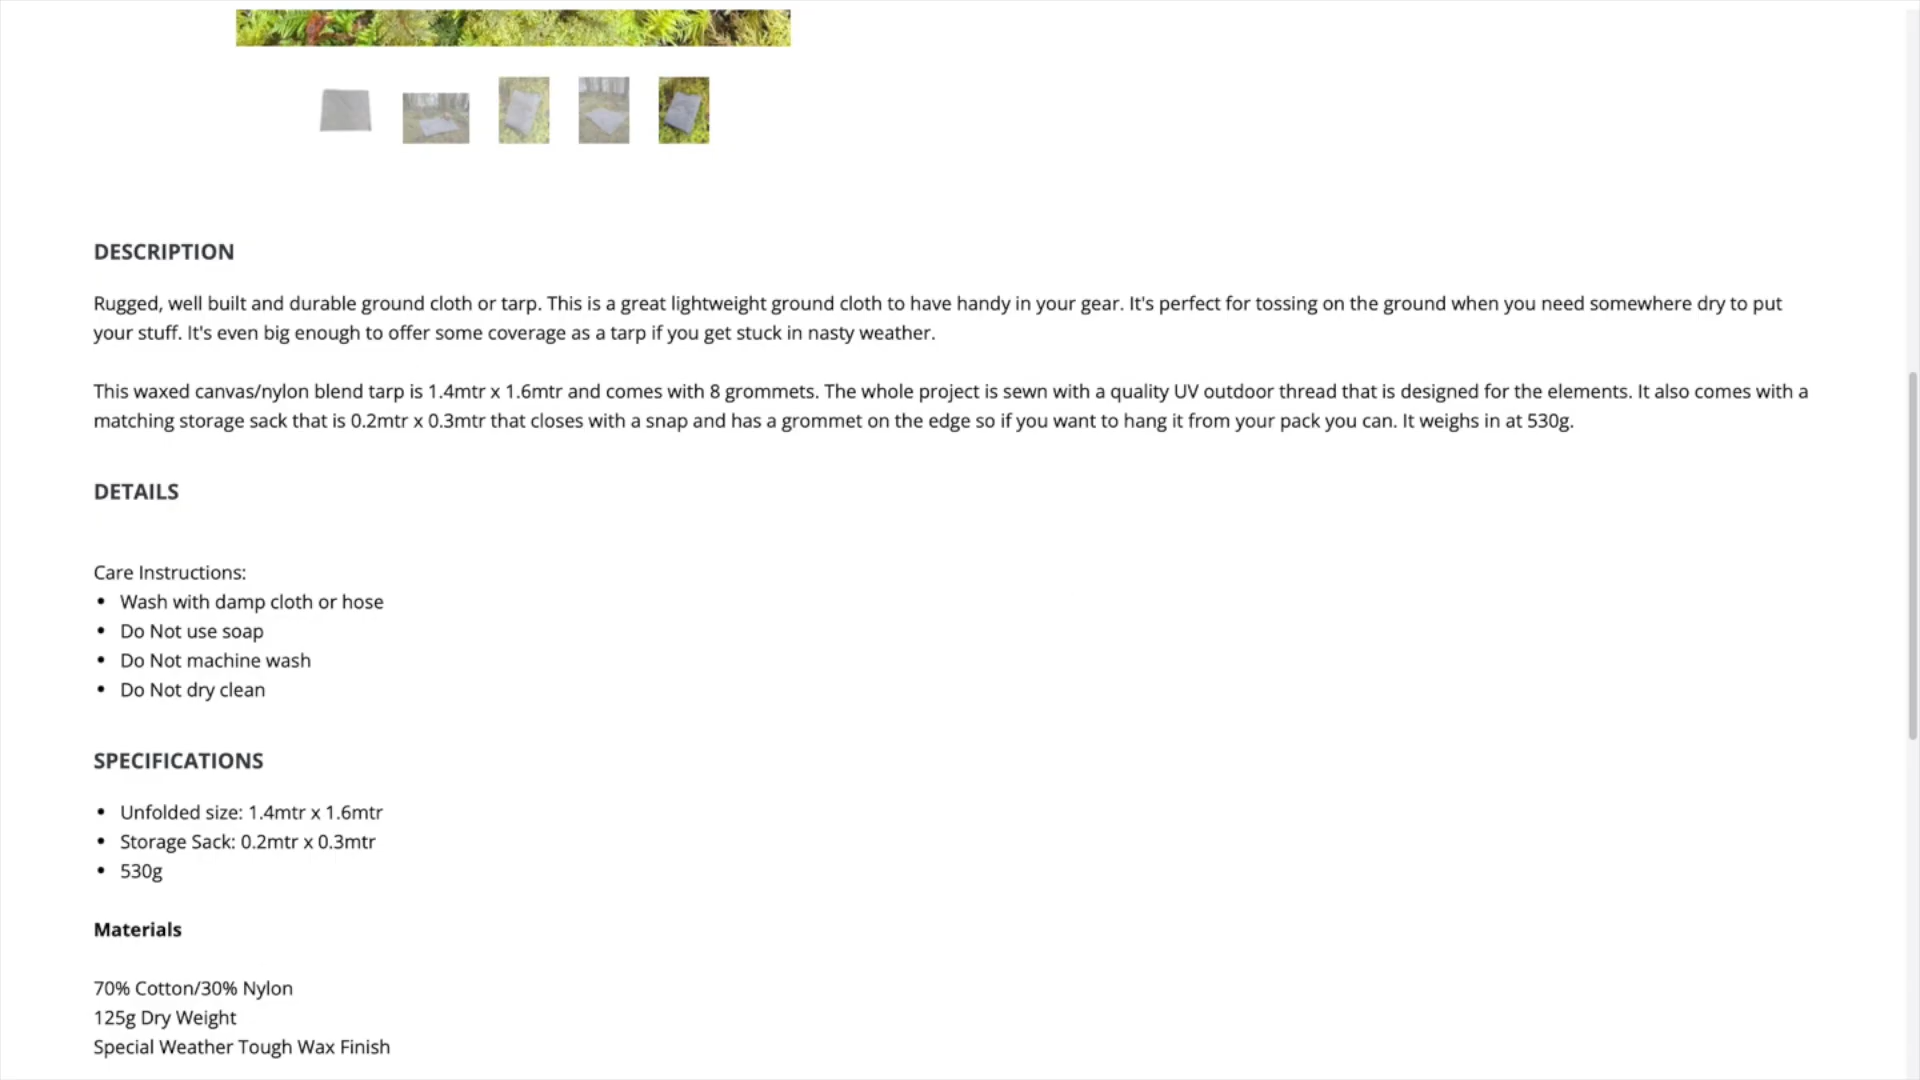 DESCRIPTION
Rugged, well built and durable ground cloth or tarp. This is a great lightweight ground cloth to have handy in your gear. It's perfect for tossing on the ground when you need somewhere dry to put
your stuff. It's even big enough to offer some coverage as a tarp if you get stuck in nasty weather.
This waxed canvas/nylon blend tarp is 1.4mtr x 1.6mtr and comes with 8 grommets. The whole project is sewn with a quality UV outdoor thread that is designed for the elements. It also comes with a
matching storage sack that is 0.2mtr x 0.3mtr that closes with a snap and has a grommet on the edge so if you want to hang it from your pack you can. It weighs in at 530g.
DETAILS
Care Instructions:
• Wash with damp cloth or hose
• Do Not use soap
• Do Not machine wash
• Do Not dry clean
SPECIFICATIONS
• Unfolded size: 1.4mtr x 1.6mtr
• Storage Sack: 0.2mtr x 0.3mtr
• 530g
Materials
70% Cotton/30% Nylon
125g Dry Weight
Special Weather Tough Wax Finish